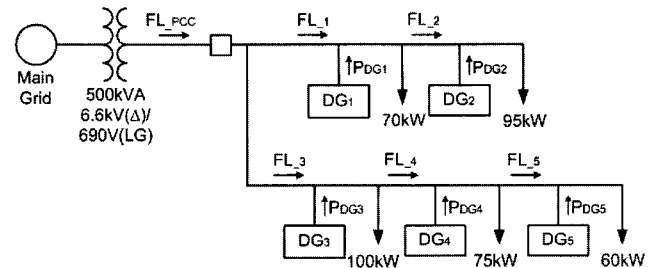 FL_PCC
FL_1
FL_2
Main
Grid
500kVA
6.6kV(Δ)/
690V(LG)
PDG1
PDG2
DG1
DG2
70kW
95kW
FL_3
FL_4
FL_5
PDG3
PDG4
PDG5
DG3
DG4
DG5
100kW
75kW
60kW